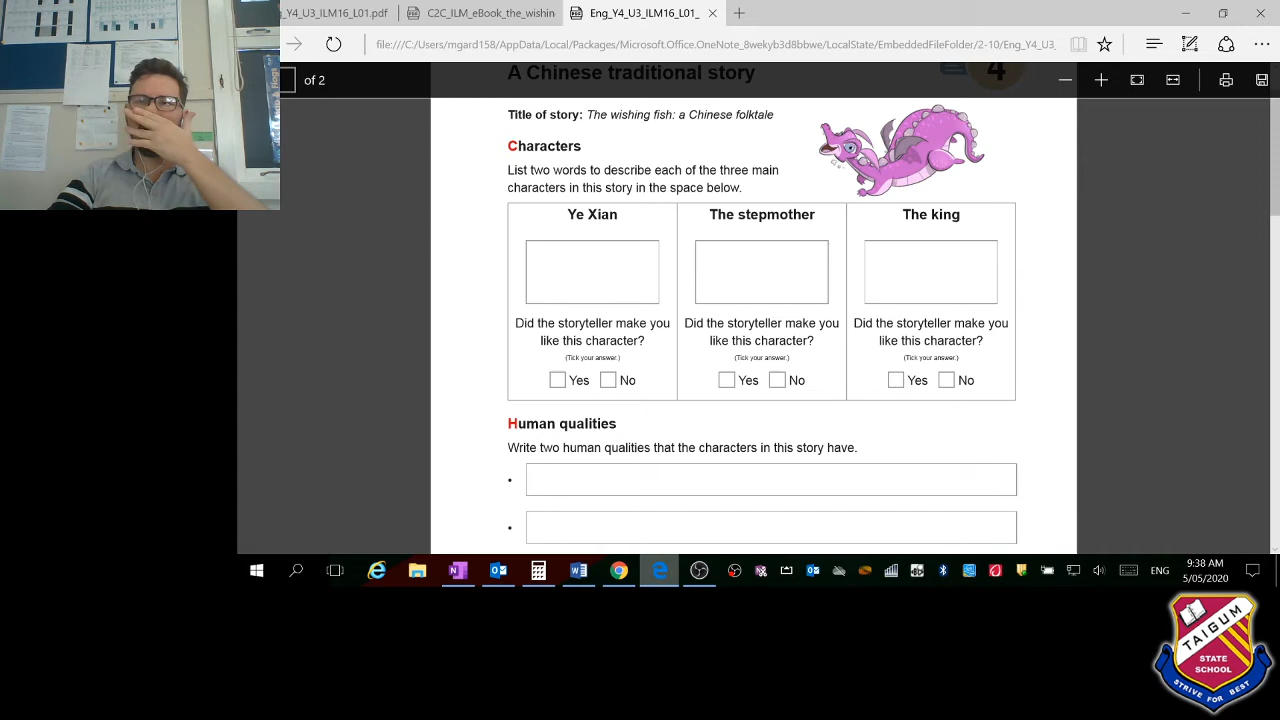 g_Y4_U3_ILM16_L01.pdf
C2C_ILM_eBook_the_wishin
Eng_Y4_U3_ILM16_L01_
file:///C:/Users/mgard158/AppData/Local/Packages/Microsoft.Office.OneNote_8wekyb3d8bbwe/LocalState/EmbeddedFileFolder/2-10/Eng_Y4_U3_
of 2
A Chinese traditional story
4
Title of story: The wishing fish: a Chinese folktale
Characters
List two words to describe each of the three main
characters in this story in the space below.
Ye Xian
The stepmother
The king
Did the storyteller make you
like this character?
(Tick your answer.)
Yes No
Did the storyteller make you
like this character?
(Tick your answer.)
Yes No
Did the storyteller make you
like this character?
(Tick your answer.)
Yes No
Human qualities
Write two human qualities that the characters in this story have.
•
•
ENG
9:38 AM
5/05/2020
TAIGUM
STATE
SCHOOL
STRIVE FOR BEST